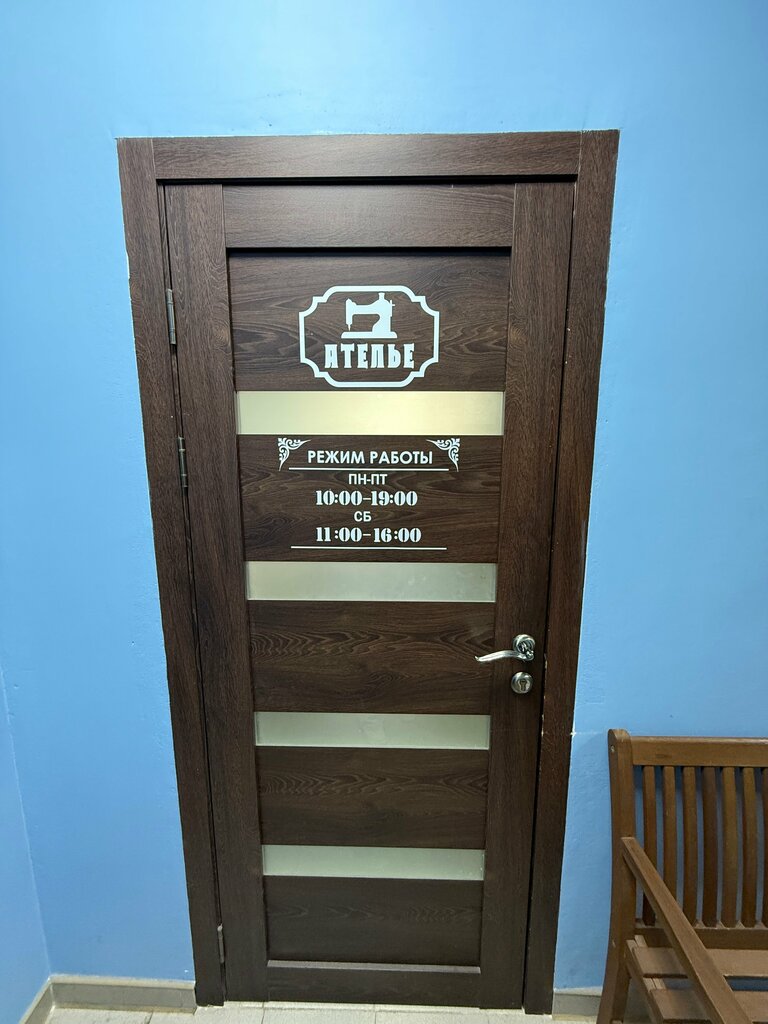 АТЕЛЬЕ
РЕЖИМ РАБОТЫ
ПН-ПТ
10:00-19:00
СБ
11:00-16:00